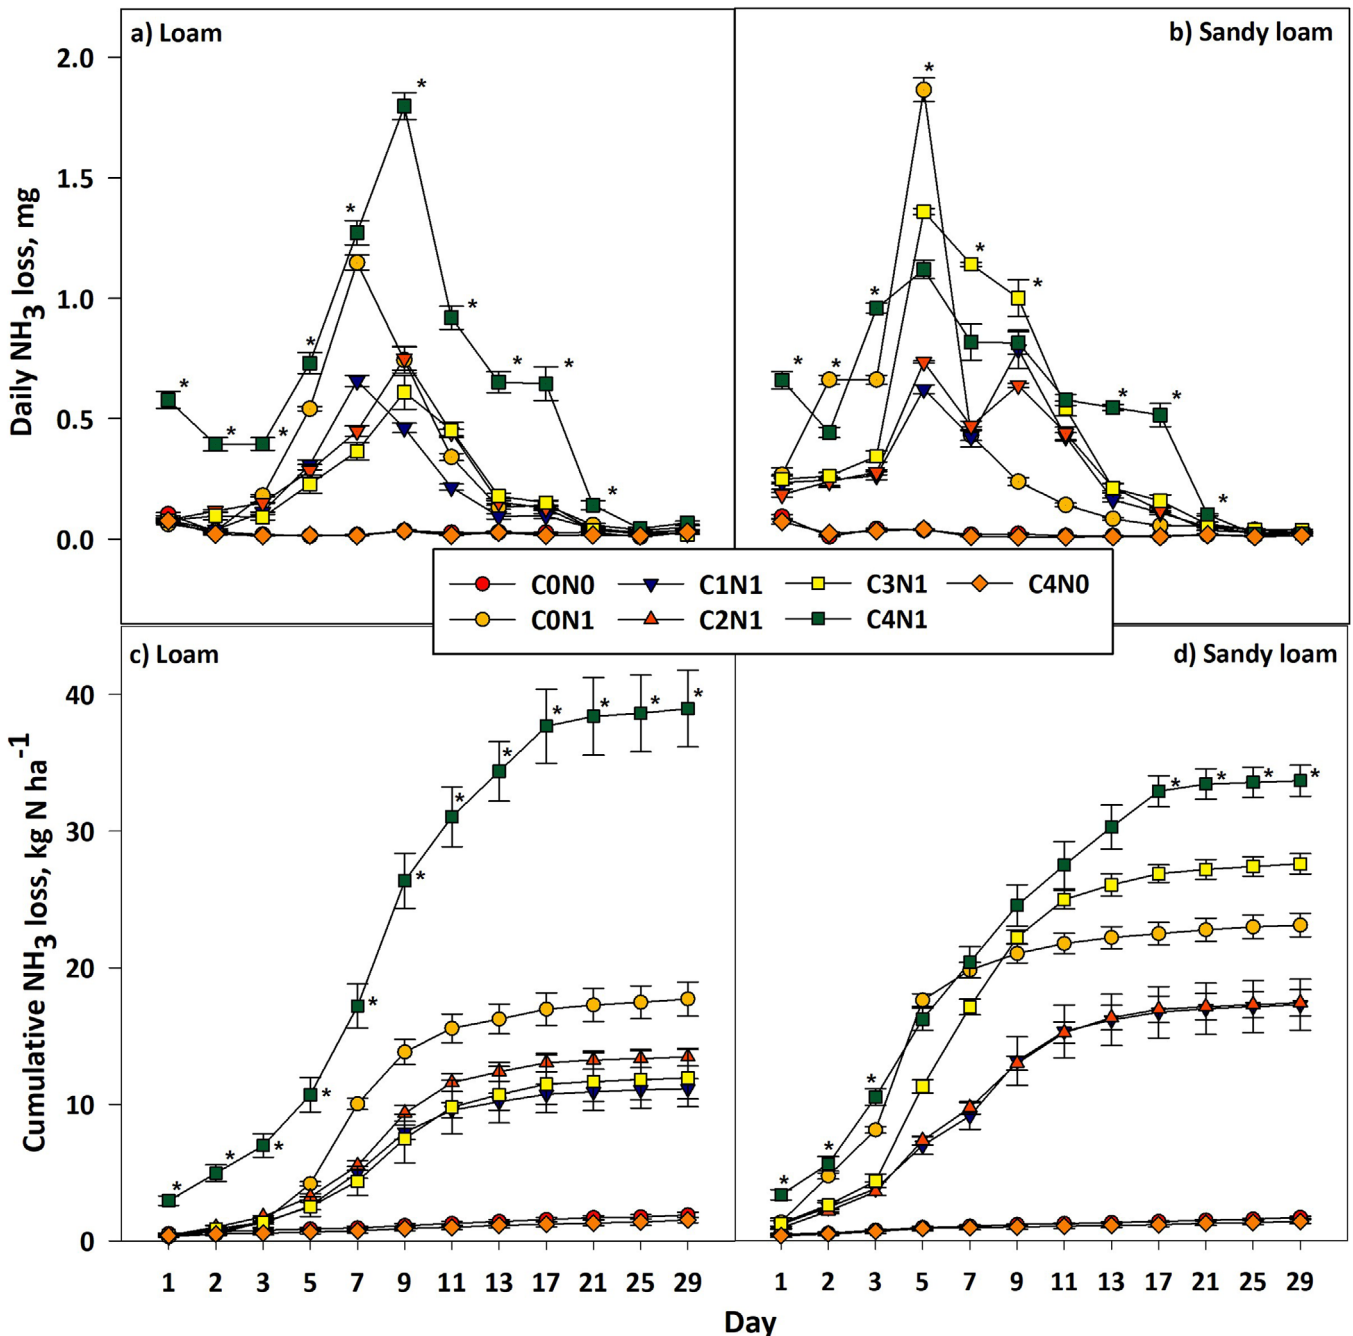 a) Loam
b) Sandy loam
Daily NH3 loss, mg
2.0
1.5
1.0
0.5
0.0
* * * * * * * * * * *
* * * * * * * * * *
C0N0
C1N1
C3N1
C4N0
C0N1
C2N1
C4N1
c) Loam
d) Sandy loam
Cumulative NH3 loss, kg N ha-1
40
30
20
10
0
* * * * * * * * * * * *
* * * * * * *
1 2 3 5 7 9 11 13 17 21 25 29
1 2 3 5 7 9 11 13 17 21 25 29
Day